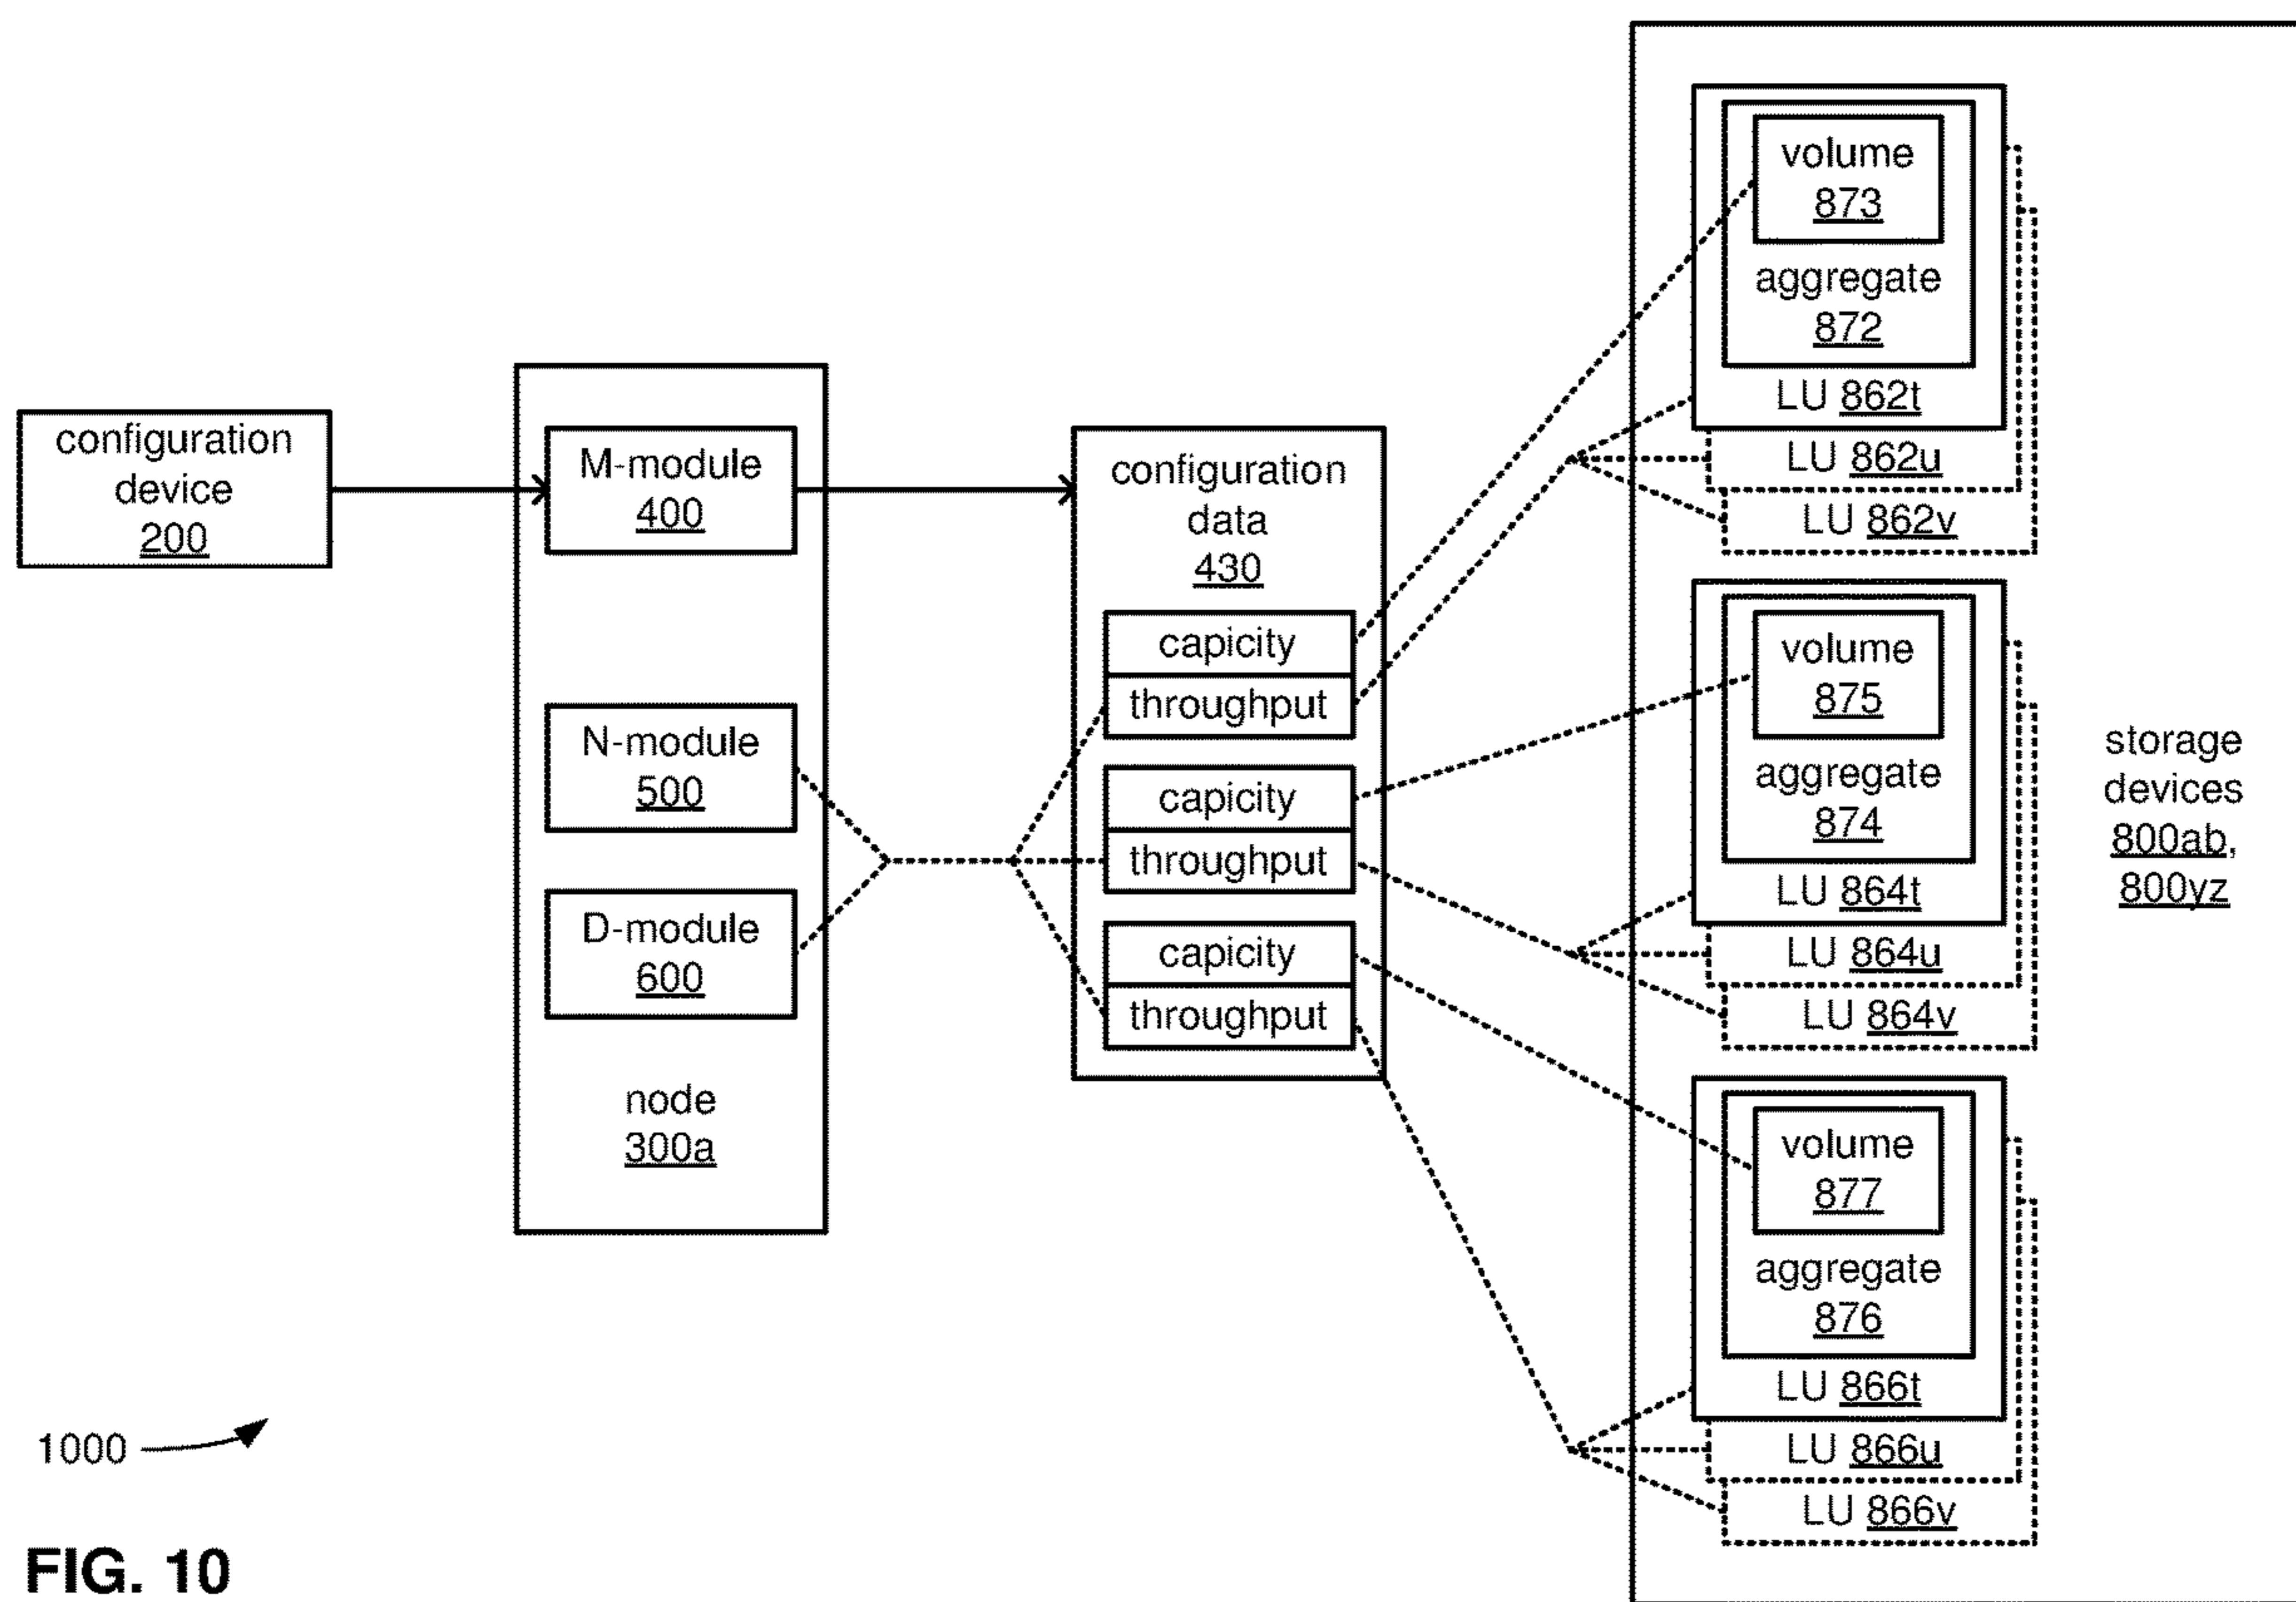 configuration
device
200
M-module
400
N-module
500
D-module
600
node
300a
configuration
data
430
capicity
throughput
capicity
throughput
capicity
throughput
volume
873
aggregate
872
LU 862t
LU 862u
LU 862v
volume
875
aggregate
874
LU 864t
LU 864u
LU 864v
volume
877
aggregate
876
LU 866t
LU 866u
LU 866v
storage
devices
800ab,
800yz
1000
FIG. 10